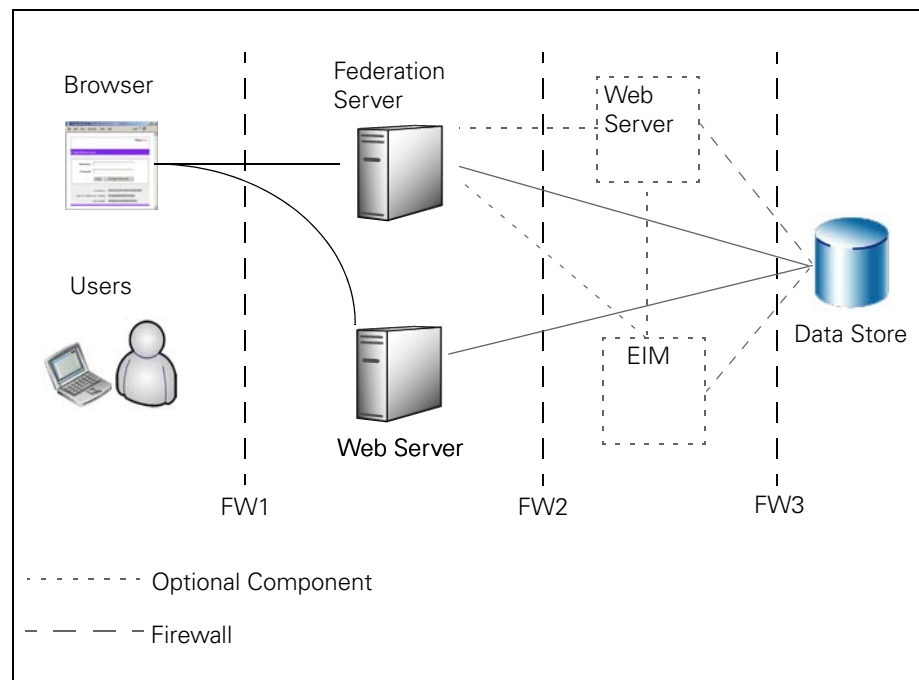 Browser
Federation
Server
Web
Server
Users
EIM
Data Store
Web Server
FW1
FW2
FW3
Optional Component
Firewall